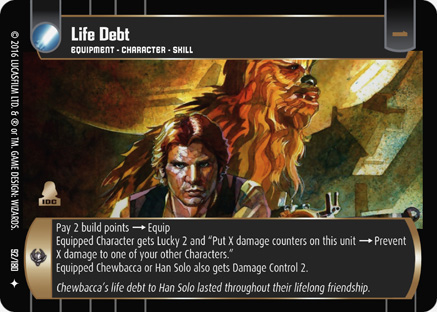 Life Debt
EQUIPMENT - CHARACTER - SKILL
© 2016 LUCASFILM LTD. & ® or TM. GAME DESIGN, WIZARDS.
IDC
Pay 2 build points → Equip
Equipped Character gets Lucky 2 and “Put X damage counters on this unit → Prevent
X damage to one of your other Characters.”
Equipped Chewbacca or Han Solo also gets Damage Control 2.
Chewbacca’s life debt to Han Solo lasted throughout their lifelong friendship.